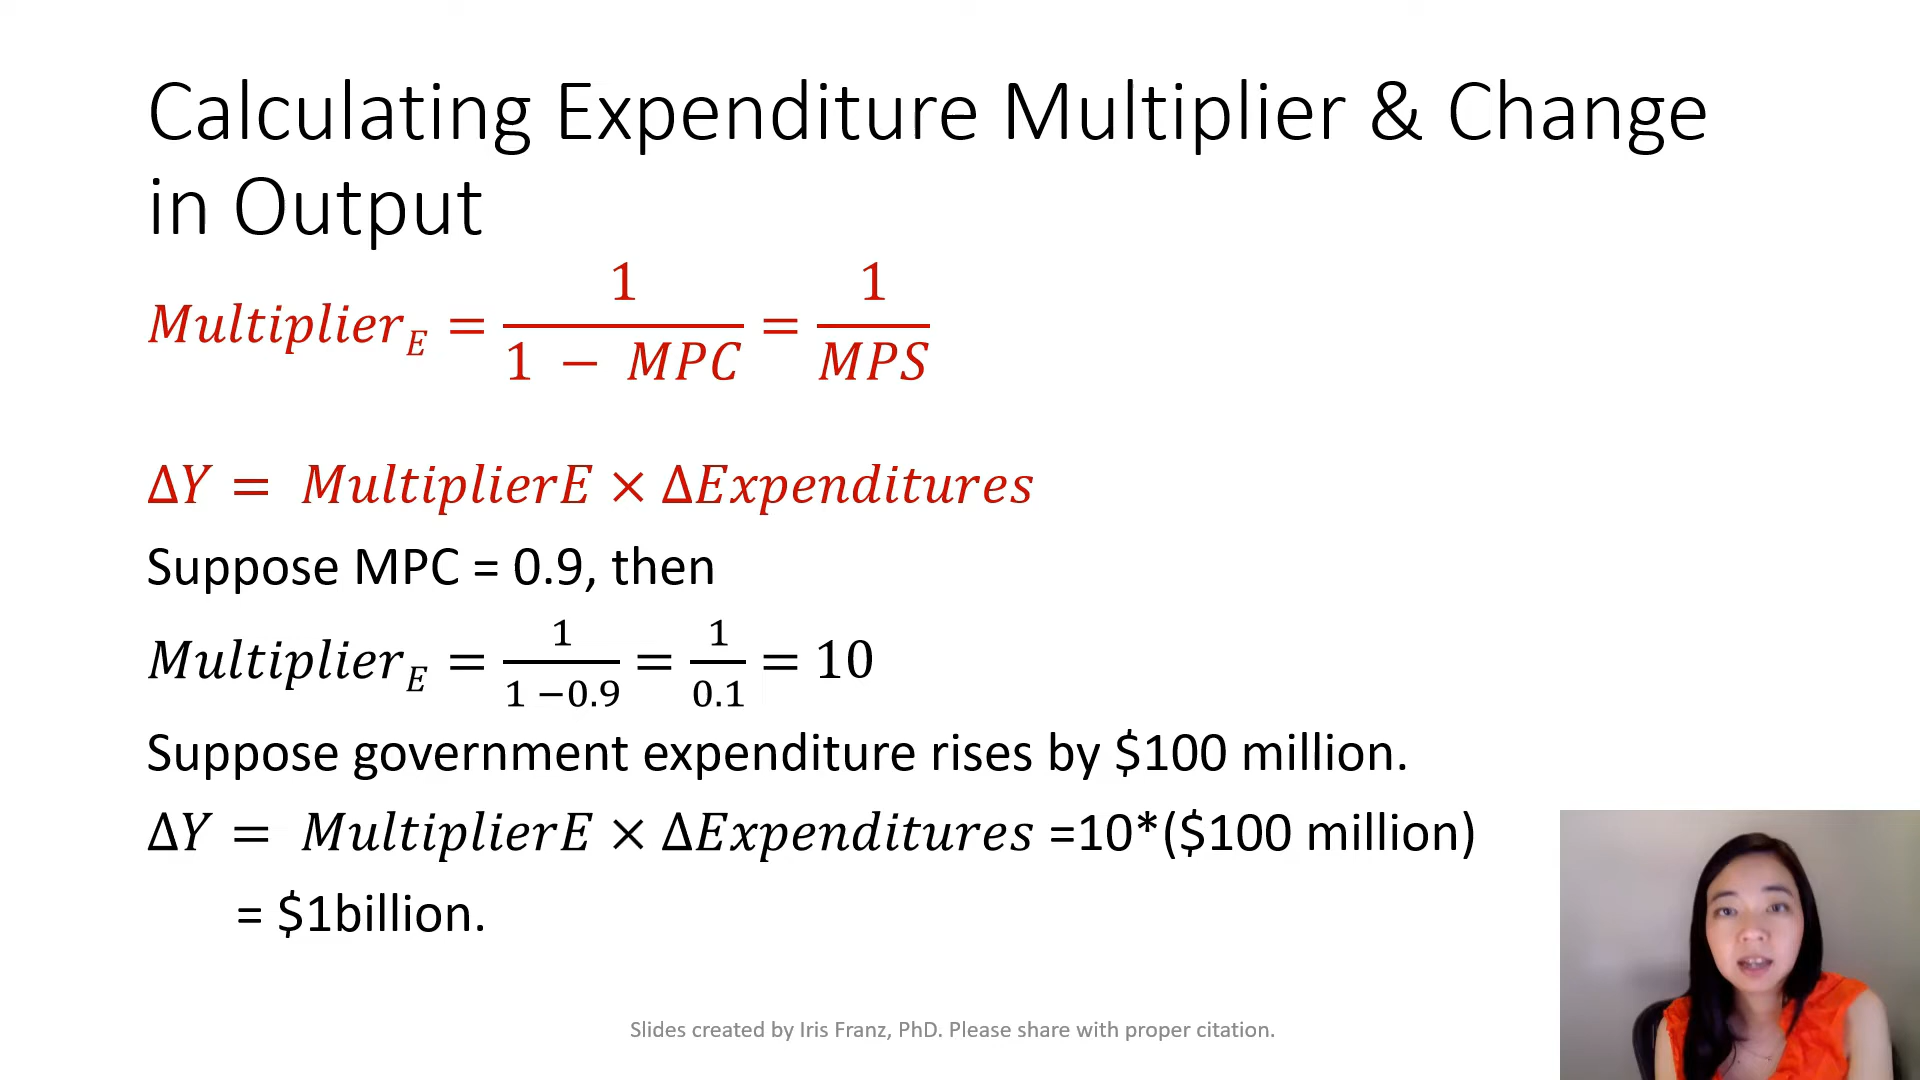 Calculating Expenditure Multiplier & Change
in Output
Multiplier_E = 1/(1 − MPC) = 1/MPS
ΔY = MultiplierE × ΔExpenditures
Suppose MPC = 0.9, then
Multiplier_E = 1/(1 −0.9) = 1/0.1 = 10
Suppose government expenditure rises by $100 million.
ΔY = MultiplierE × ΔExpenditures =10*($100 million)
= $1billion.
Slides created by Iris Franz, PhD. Please share with proper citation.